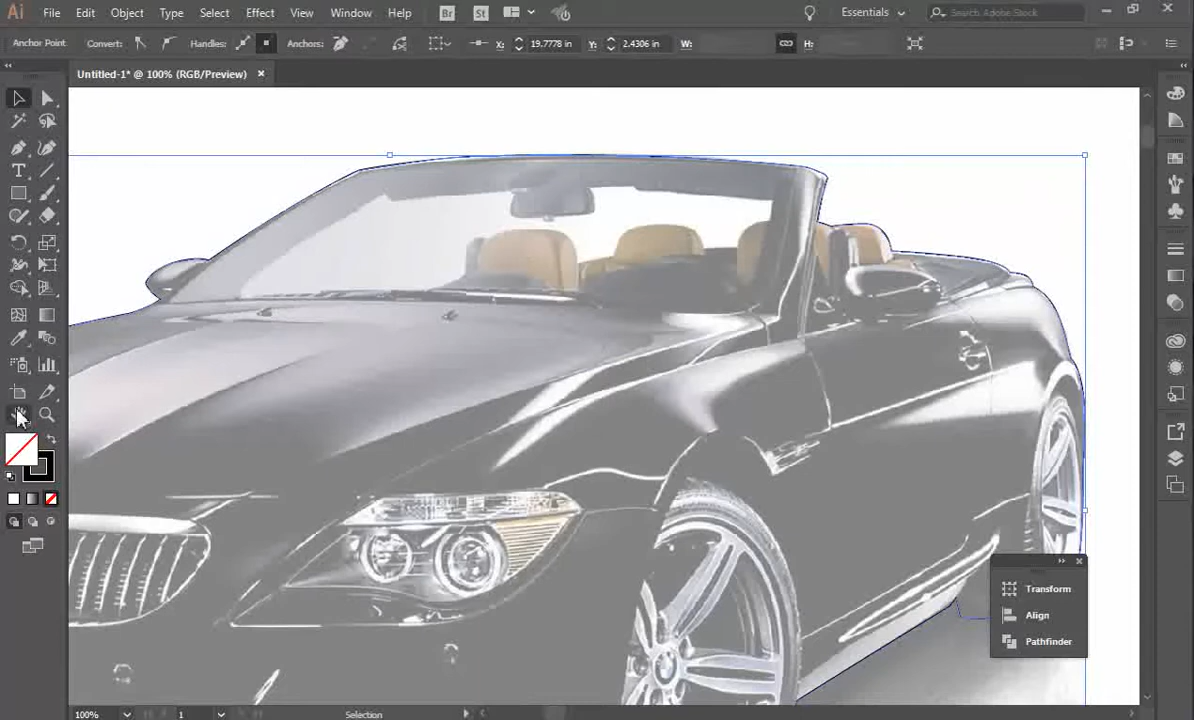 Ai File Edit Object Type Select Effect View Window Help Br St Essentials Search Adobe Stock
Anchor Point Convert: Handles: Anchors: X: 19.7778 in Y: 2.4306 in W: H:
Untitled-1* @ 100% (RGB/Preview)
T
Transform
Align
Pathfinder
100% 1 Selection